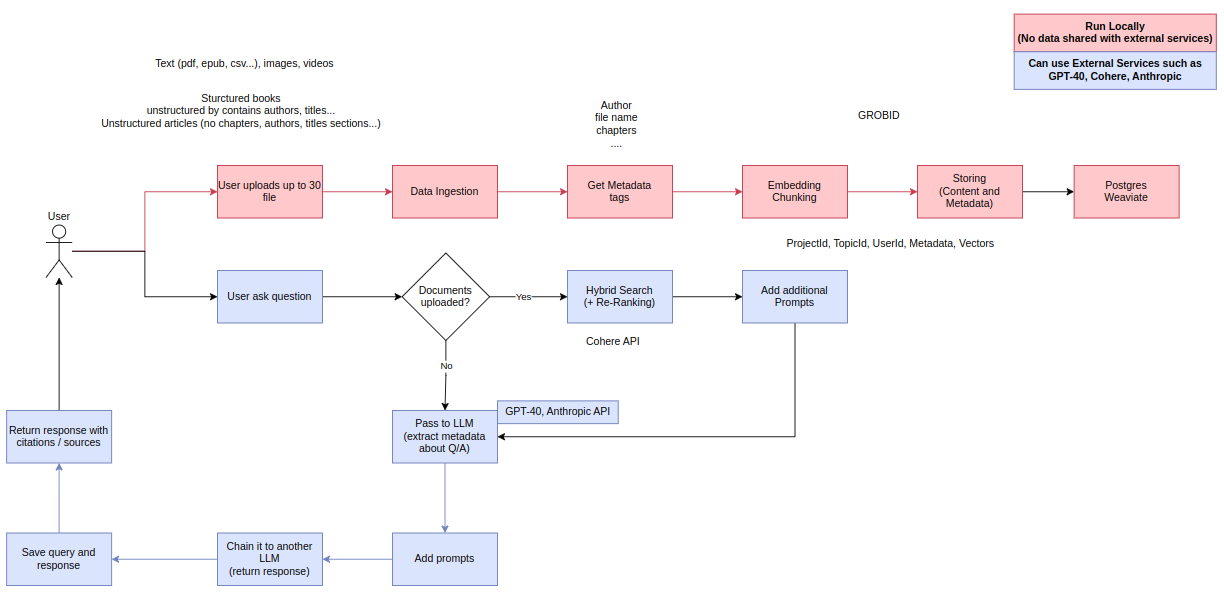 Run Locally
(No data shared with external services)
Can use External Services such as
GPT-40, Cohere, Anthropic
Text (pdf, epub, csv...), images, videos
Sturctured books
unstructured by contains authors, titles...
Unstructured articles (no chapters, authors, titles sections...)
Author
file name
chapters
....
GROBID
User uploads up to 30
file
Data Ingestion
Get Metadata
tags
Embedding
Chunking
Storing
(Content and
Metadata)
Postgres
Weaviate
User
ProjectId, TopicId, UserId, Metadata, Vectors
User ask question
Documents
uploaded?
Yes
Hybrid Search
(+ Re-Ranking)
Add additional
Prompts
Cohere API
No
GPT-40, Anthropic API
Pass to LLM
(extract metadata
about Q/A)
Return response with
citations / sources
Save query and
response
Chain it to another
LLM
(return response)
Add prompts